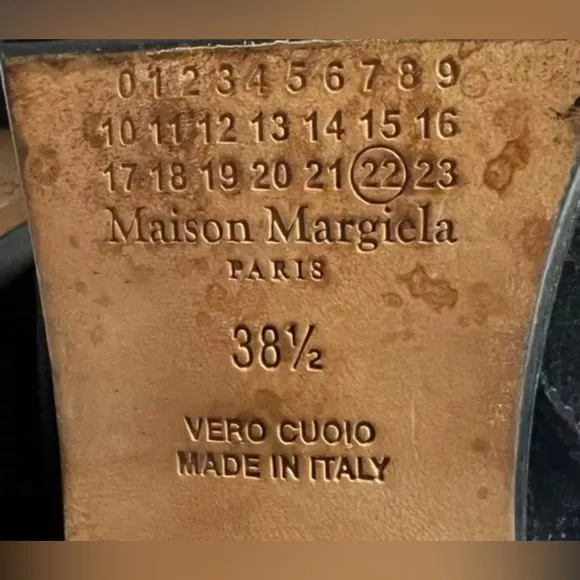 0 1 2 3 4 5 6 7 8 9
10 11 12 13 14 15 16
17 18 19 20 21 22 23
Maison Margiela
PARIS
38½
VERO CUOIO
MADE IN ITALY